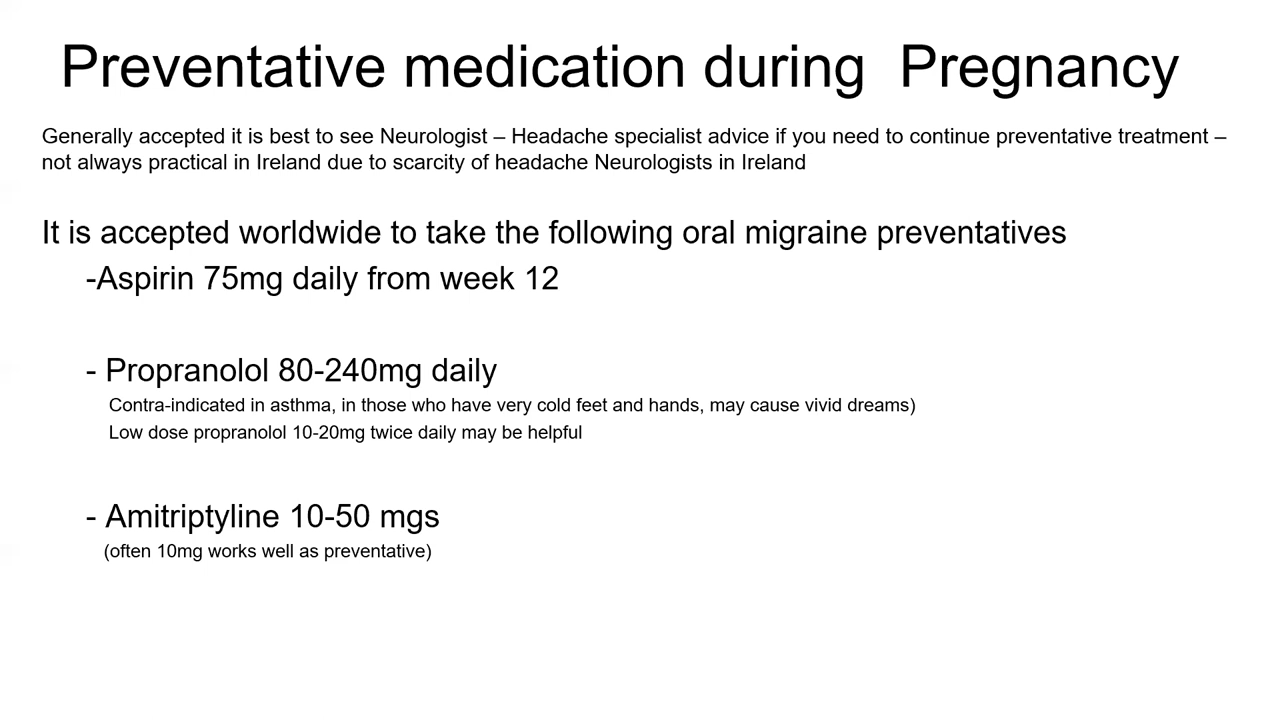 Preventative medication during  Pregnancy
Generally accepted it is best to see Neurologist – Headache specialist advice if you need to continue preventative treatment –
not always practical in Ireland due to scarcity of headache Neurologists in Ireland
It is accepted worldwide to take the following oral migraine preventatives
-Aspirin 75mg daily from week 12
- Propranolol 80-240mg daily
Contra-indicated in asthma, in those who have very cold feet and hands, may cause vivid dreams)
Low dose propranolol 10-20mg twice daily may be helpful
- Amitriptyline 10-50 mgs
(often 10mg works well as preventative)